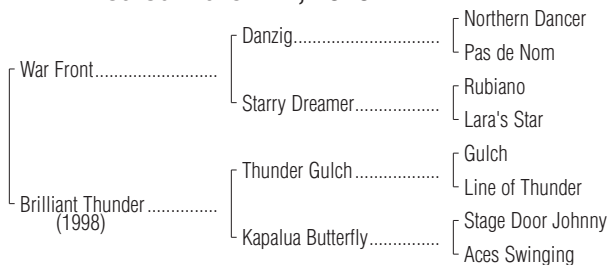 Northern Dancer
Danzig..................................
Pas de Nom
War Front............................
Rubiano
Starry Dreamer...................
Lara's Star
Gulch
Thunder Gulch...................
Line of Thunder
Brilliant Thunder................
(1998)
Stage Door Johnny
Kapalua Butterfly................
Aces Swinging